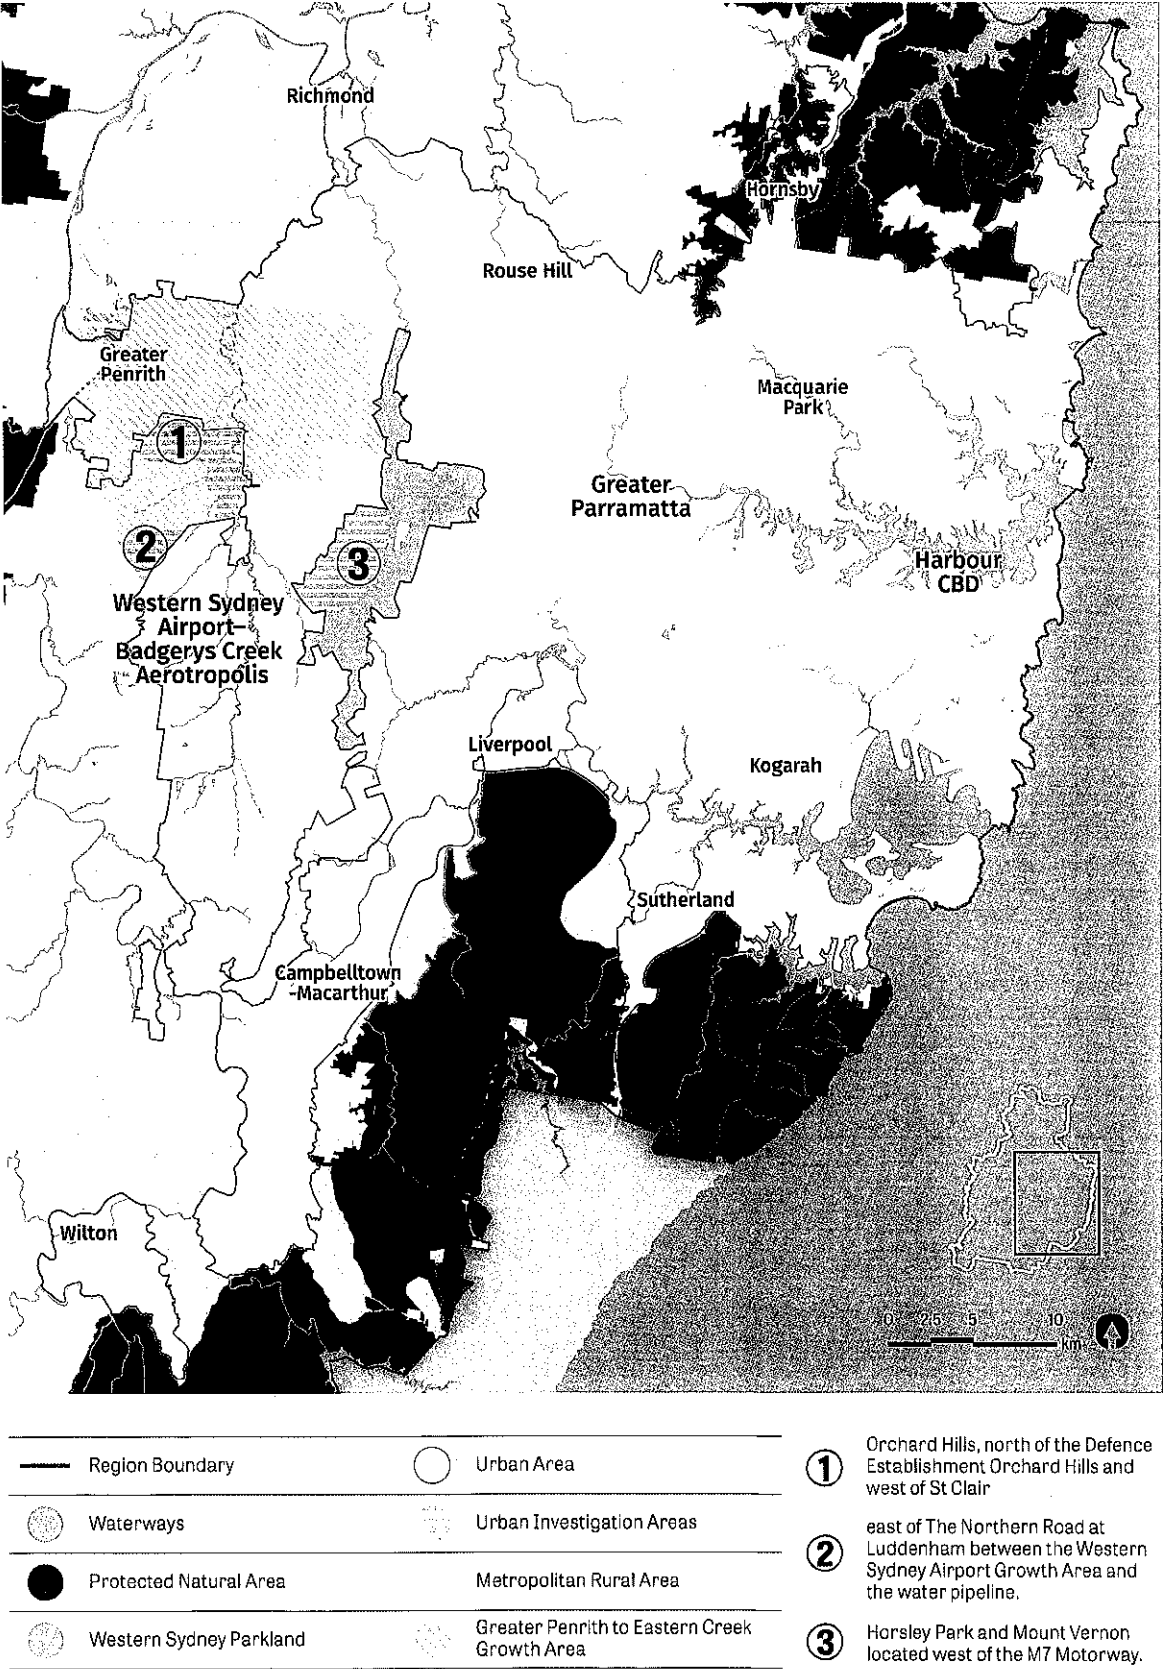 Richmond
Hornsby
Rouse Hill
Greater
Penrith
Macquarie
Park
1
Greater
Parramatta
2
3
Harbour
CBD
Western Sydney
Airport–
Badgerys Creek
Aerotropolis
Liverpool
Kogarah
Sutherland
Campbelltown
-Macarthur
Wilton
0 2.5 5 10
km
Region Boundary
Waterways
Protected Natural Area
Western Sydney Parkland
Urban Area
Urban Investigation Areas
Metropolitan Rural Area
Greater Penrith to Eastern Creek
Growth Area
1
Orchard Hills, north of the Defence
Establishment Orchard Hills and
west of St Clair
2
east of The Northern Road at
Luddenham between the Western
Sydney Airport Growth Area and
the water pipeline.
3
Horsley Park and Mount Vernon
located west of the M7 Motorway.